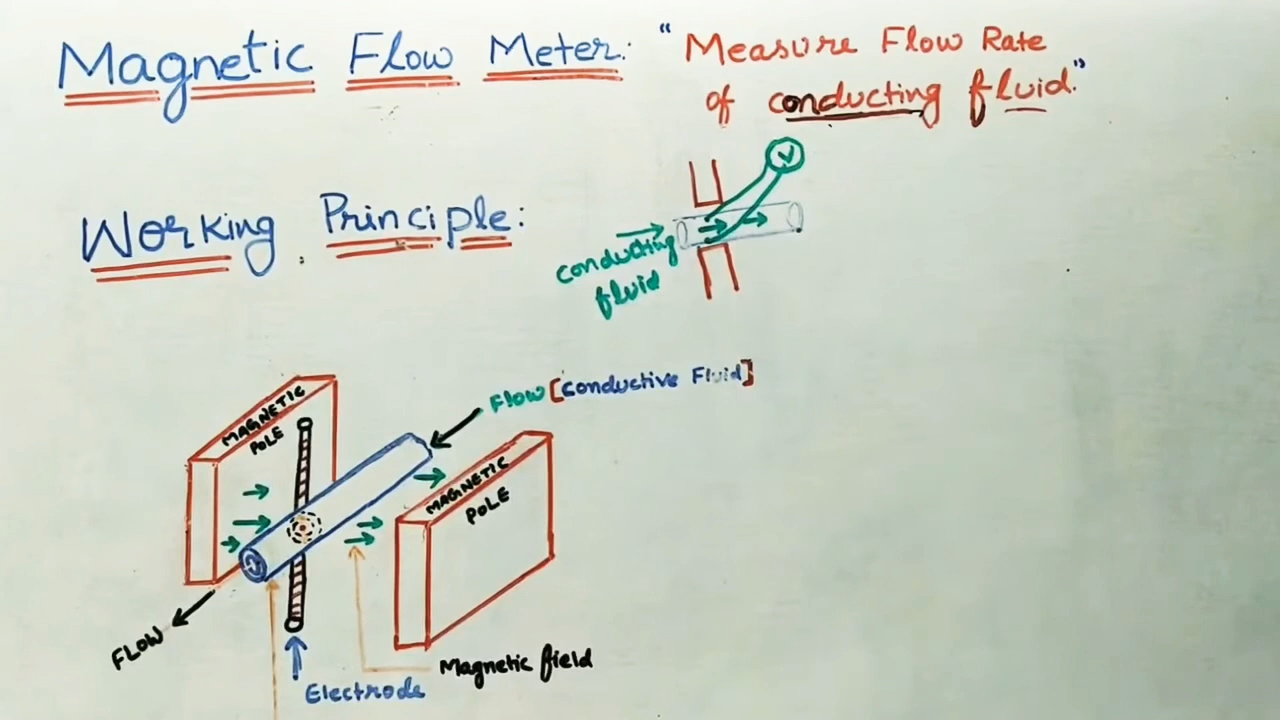 Magnetic Flow Meter: "Measure Flow Rate
of conducting fluid."
V
Working Principle:
conducting
fluid
Flow [conductive Fluid]
MAGNETIC
POLE
MAGNETIC
POLE
FLOW
Magnetic field
Electrode